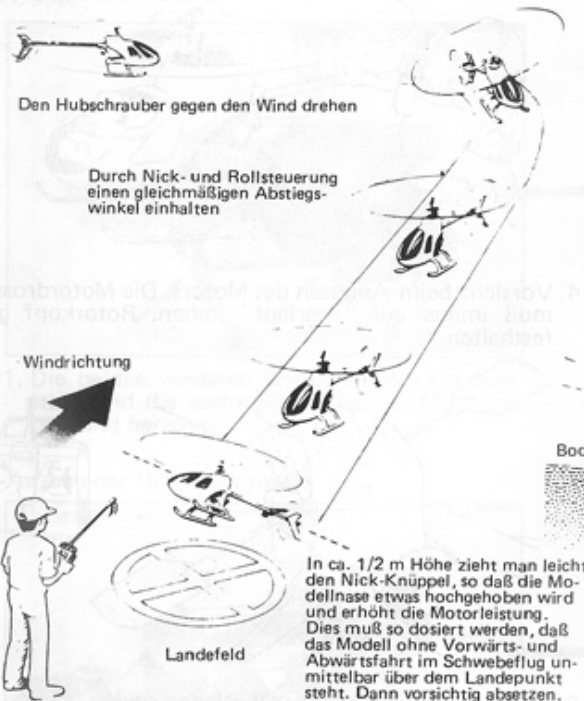 Den Hubschrauber gegen den Wind drehen
Durch Nick- und Rollsteuerung
einen gleichmäßigen Abstiegs-
winkel einhalten
Windrichtung
Boc
In ca. 1/2 m Höhe zieht man leicht
den Nick-Knüppel, so daß die Mo-
dellnase etwas hochgehoben wird
und erhöht die Motorleistung.
Dies muß so dosiert werden, daß
das Modell ohne Vorwärts- und
Abwärtsfahrt im Schwebeflug un-
mittelbar über dem Landepunkt
steht. Dann vorsichtig absetzen.
Landefeld